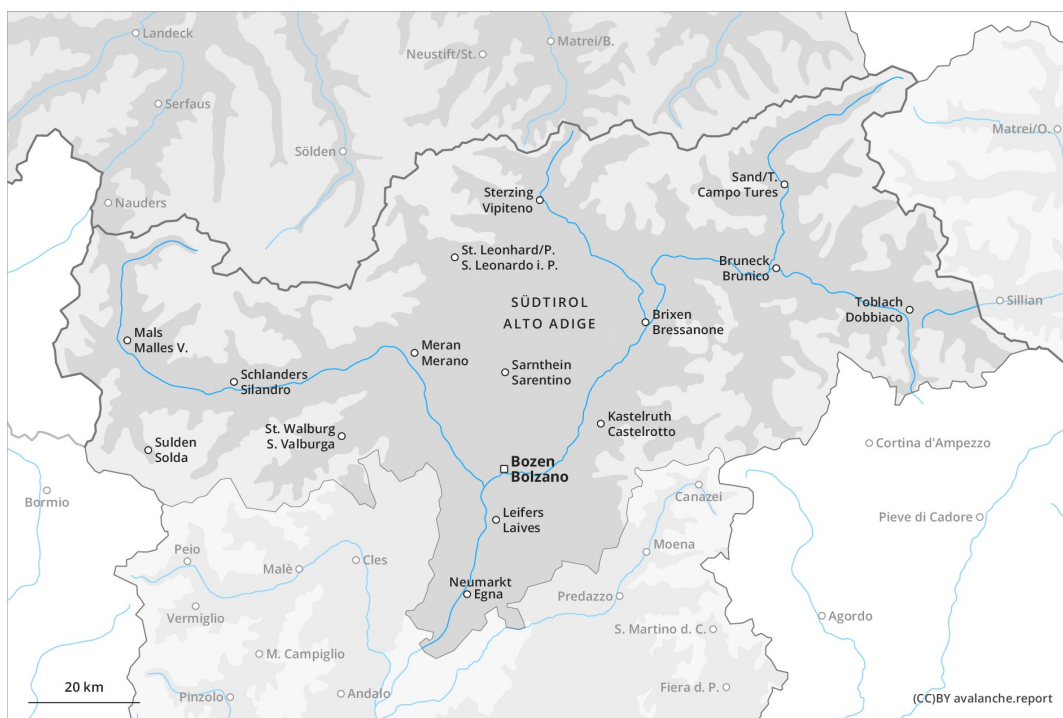 Landeck
Matrei/B.
Neustift/St.
Serfaus
Matrei/O.
Sölden
Sand/T.
Campo Tures
Sterzing
Vipiteno
Nauders
St. Leonhard/P.
S. Leonardo i. P.
Bruneck
Brunico
SÜDTIROL
ALTO ADIGE
Toblach
Dobbiaco
Sillian
Brixen
Bressanone
Mals
Malles V.
Meran
Merano
Sarnthein
Sarentino
Schlanders
Silandro
Kastelruth
Castelrotto
St. Walburg
S. Valburga
Sulden
Solda
Cortina d'Ampezzo
Bozen
Bolzano
Bormio
Canazei
Leifers
Laives
Pieve di Cadore
Peio
Malè
Cles
Moena
Neumarkt
Egna
Predazzo
Vermiglio
Agordo
S. Martino d. C.
M. Campiglio
20 km
Pinzolo
Andalo
Fiera d. P.
(CC)BY avalanche.report